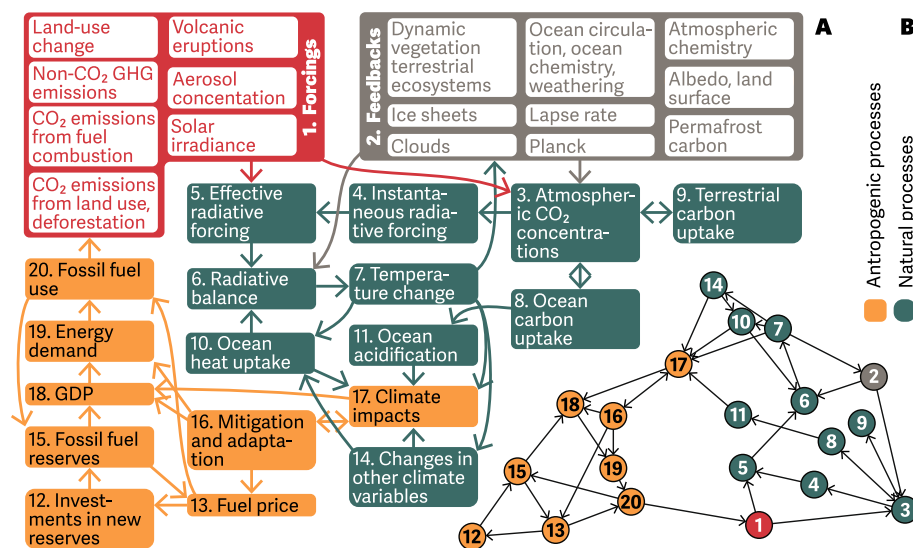 Land-use
change
Non-CO₂ GHG
emissions
CO₂ emissions
from fuel
combustion
CO₂ emissions
from land use,
deforestation
Volcanic
eruptions
Aerosol
concentation
Solar
irradiance
1. Forcings
2. Feedbacks
Dynamic
vegetation
terrestrial
ecosystems
Ice sheets
Clouds
Ocean circula-
tion, ocean
chemistry,
weathering
Lapse rate
Planck
Atmospheric
chemistry
Albedo, land
surface
Permafrost
carbon
A
B
5. Effective
radiative
forcing
4. Instanta-
neous radia-
tive forcing
3. Atmospher-
ic CO₂
concentra-
tions
9. Terrestrial
carbon
uptake
6. Radiative
balance
7. Tempera-
ture change
8. Ocean
carbon
uptake
10. Ocean
heat uptake
11. Ocean
acidification
17. Climate
impacts
14. Changes in
other climate
variables
20. Fossil fuel
use
19. Energy
demand
18. GDP
15. Fossil fuel
reserves
12. Invest-
ments in new
reserves
16. Mitigation
and adapta-
tion
13. Fuel price
Antropogenic processes
Natural processes
14
10
7
17
2
18
16
6
11
9
8
15
19
5
4
20
3
12
13
1